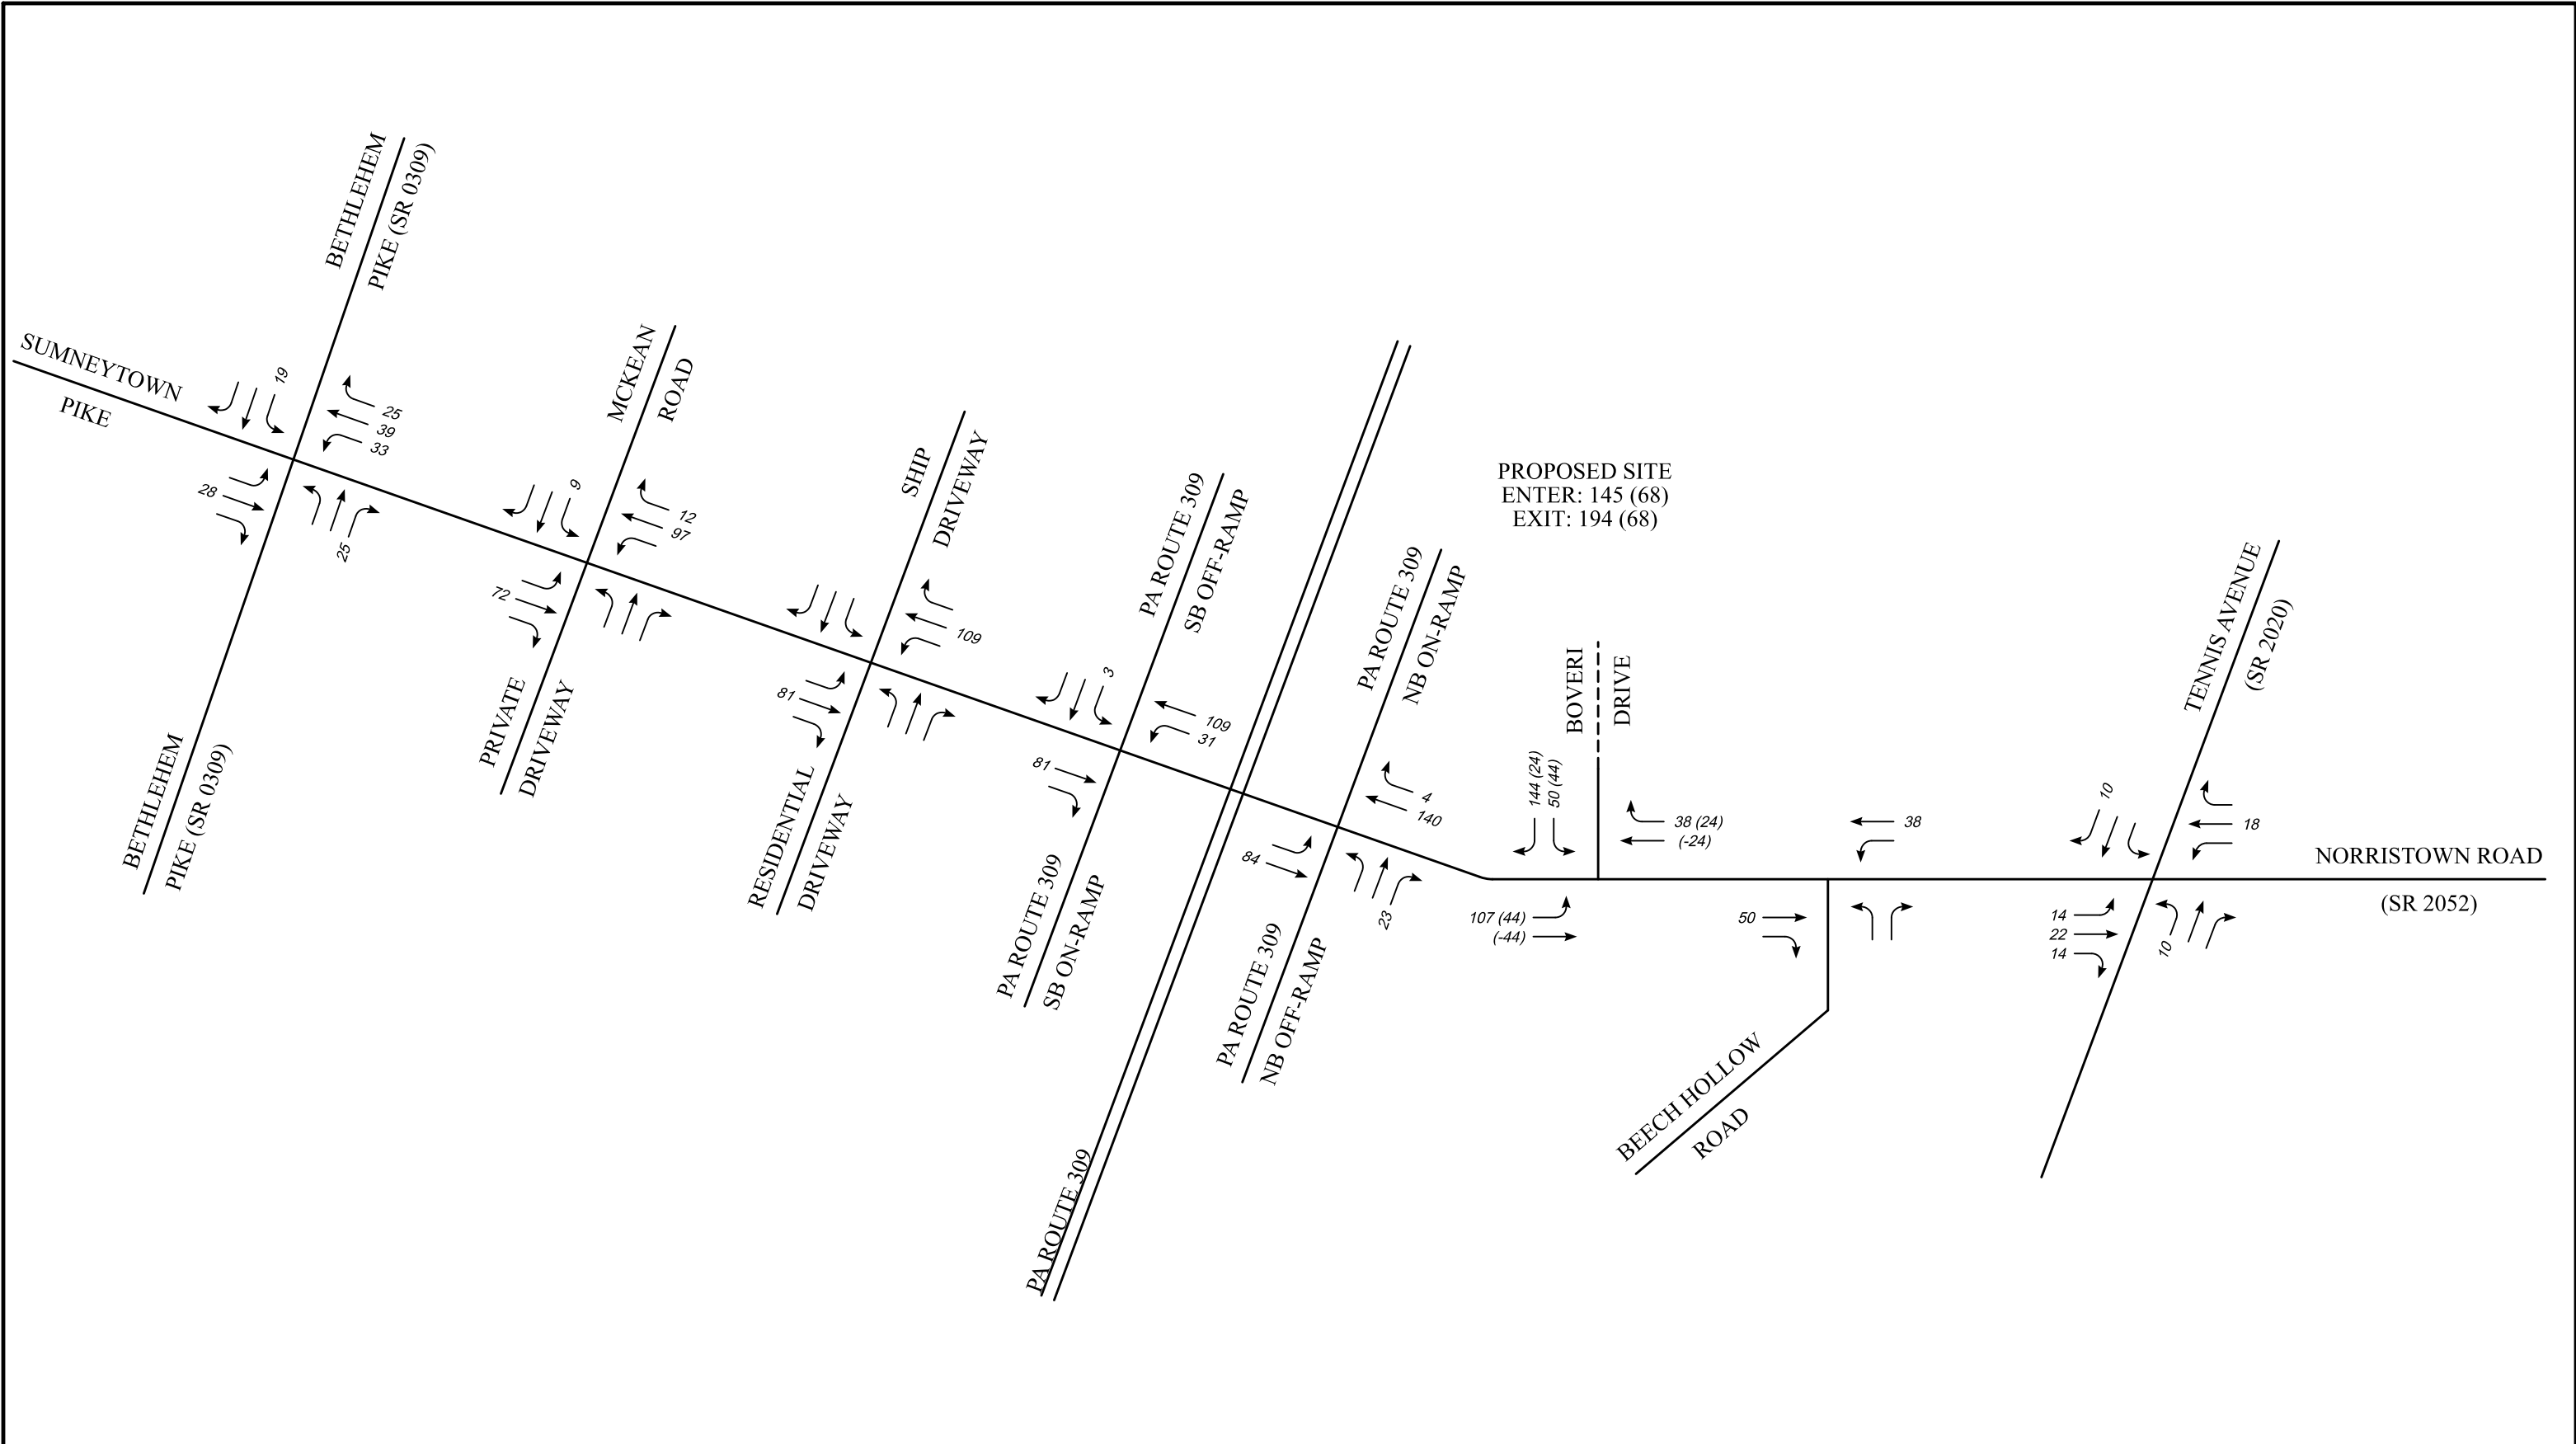 BETHLEHEM
PIKE (SR 0309)
SUMNEYTOWN
PIKE
19
25
39
33
28
25
BETHLEHEM
PIKE (SR 0309)
MCKEAN
ROAD
9
12
97
72
PRIVATE
DRIVEWAY
SHIP
DRIVEWAY
109
81
RESIDENTIAL
DRIVEWAY
PA ROUTE 309
SB OFF-RAMP
3
109
31
81
PA ROUTE 309
SB ON-RAMP
PA ROUTE 309
PA ROUTE 309
NB ON-RAMP
4
140
84
23
PA ROUTE 309
NB OFF-RAMP
PROPOSED SITE
ENTER: 145 (68)
EXIT: 194 (68)
BOVERI
DRIVE
144 (24)
50 (44)
38 (24)
(-24)
107 (44)
(-44)
38
50
BEECH HOLLOW
ROAD
TENNIS AVENUE
(SR 2020)
10
18
14
22
14
10
NORRISTOWN ROAD
(SR 2052)